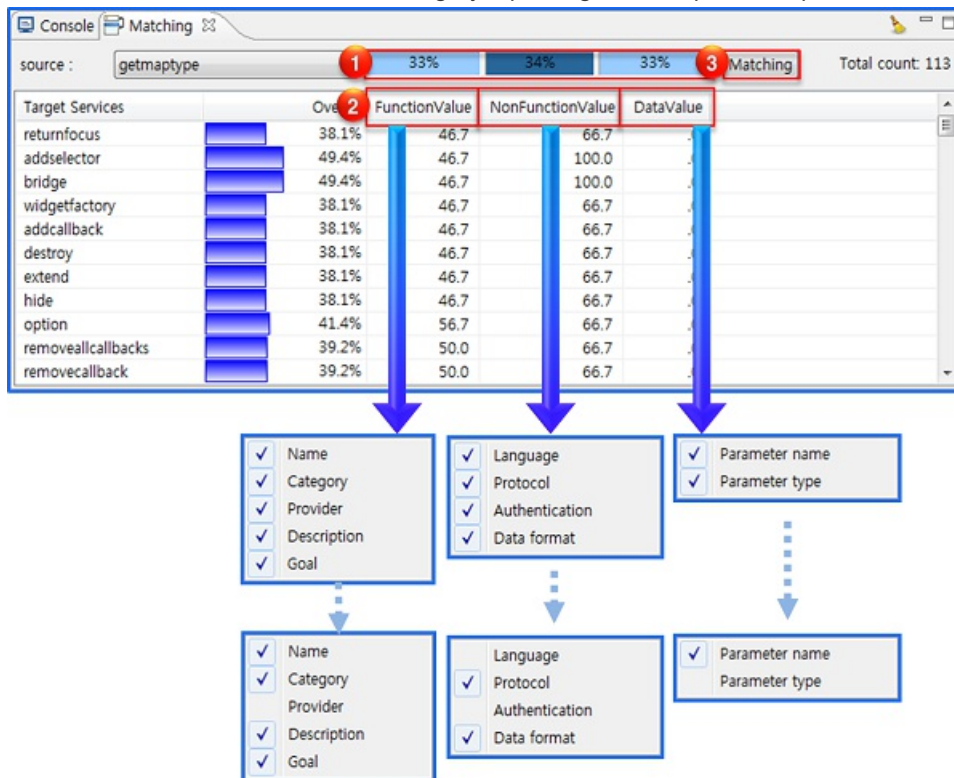 Console Matching
source : getmaptype 1 33% 34% 33% 3 Matching Total count: 113
Target Services 2 FunctionValue NonFunctionValue DataValue
returnfocus 38.1% 46.7 66.7
addselector 49.4% 46.7 100.0
bridge 49.4% 46.7 100.0
widgetfactory 38.1% 46.7 66.7
addcallback 38.1% 46.7 66.7
destroy 38.1% 46.7 66.7
extend 38.1% 46.7 66.7
hide 38.1% 46.7 66.7
option 41.4% 56.7 66.7
removeallcallbacks 39.2% 50.0 66.7
removecallback 39.2% 50.0 66.7
Name
Category
Provider
Description
Goal
Language
Protocol
Authentication
Data format
Parameter name
Parameter type
Name
Category
Provider
Description
Goal
Language
Protocol
Authentication
Data format
Parameter name
Parameter type